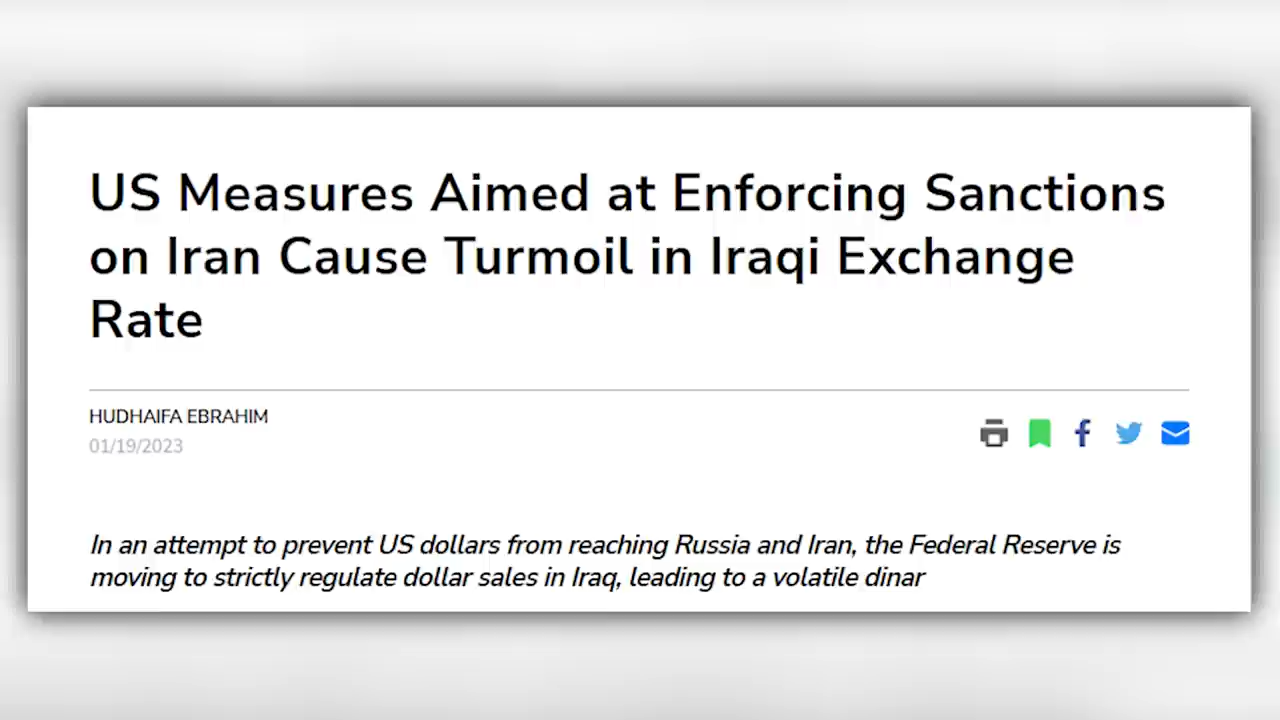 US Measures Aimed at Enforcing Sanctions
on Iran Cause Turmoil in Iraqi Exchange
Rate
HUDHAIFA EBRAHIM
01/19/2023
In an attempt to prevent US dollars from reaching Russia and Iran, the Federal Reserve is
moving to strictly regulate dollar sales in Iraq, leading to a volatile dinar